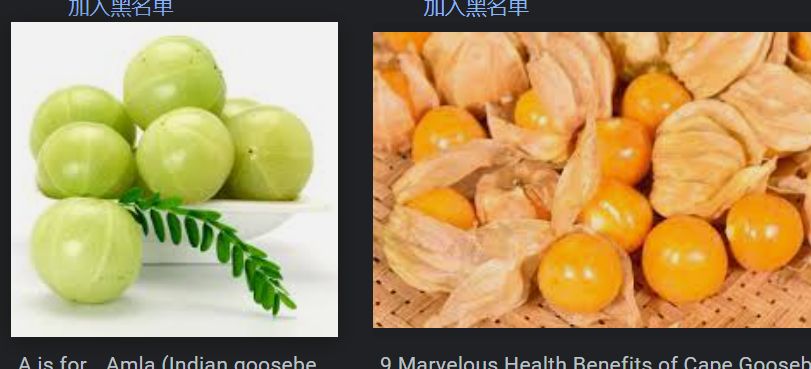 加入黑名單
加入黑名單
A is for...Amla (Indian goosebe...
9 Marvelous Health Benefits of Cape Gooseb